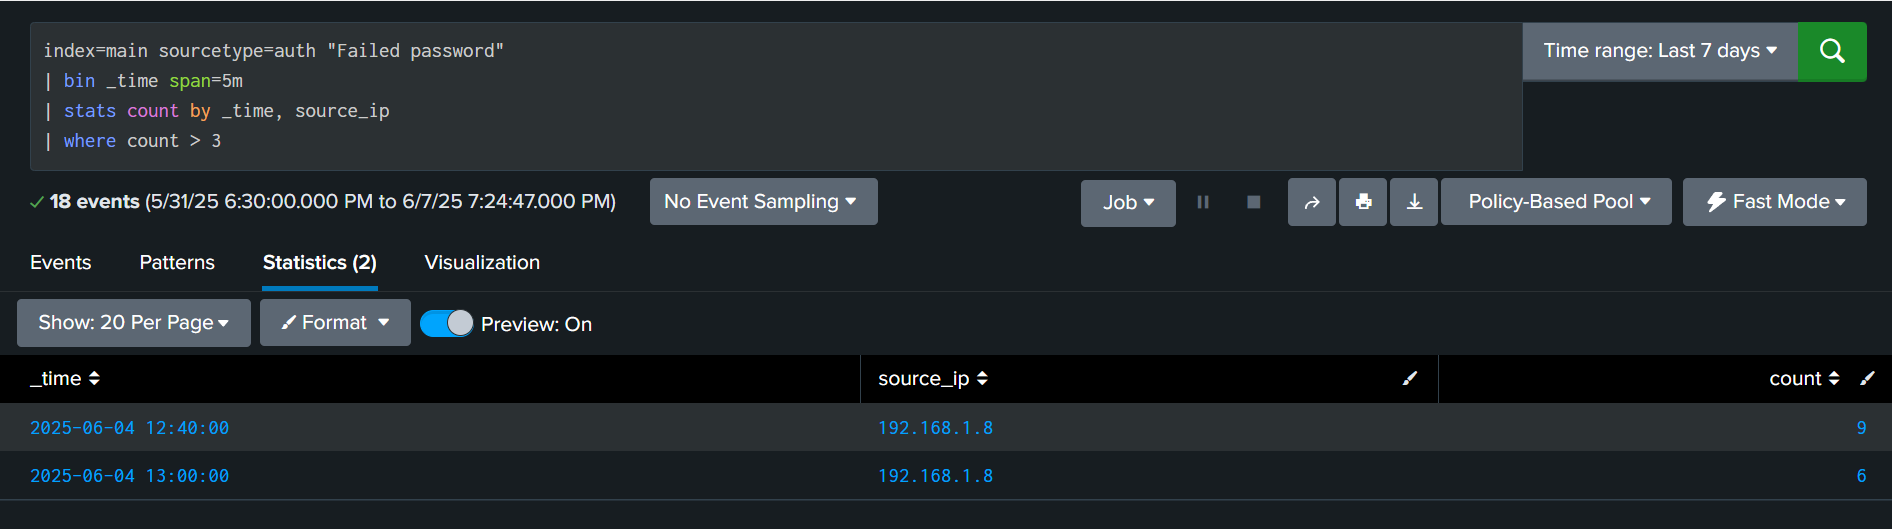 index=main sourcetype=auth "Failed password"
| bin _time span=5m
| stats count by _time, source_ip
| where count > 3
Time range: Last 7 days
18 events (5/31/25 6:30:00.000 PM to 6/7/25 7:24:47.000 PM)
No Event Sampling
Job
Policy-Based Pool
Fast Mode
Events
Patterns
Statistics (2)
Visualization
Show: 20 Per Page
Format
Preview: On
_time
source_ip
count
2025-06-04 12:40:00 192.168.1.8 9
2025-06-04 13:00:00 192.168.1.8 6